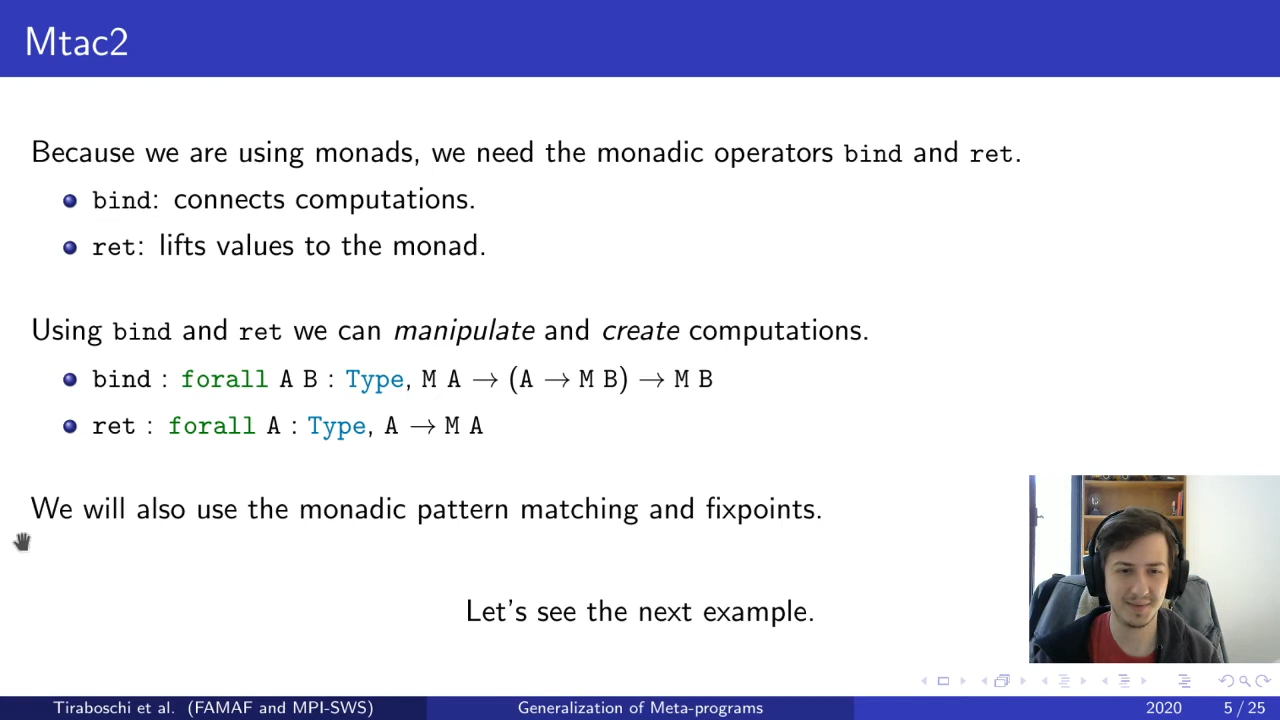 Mtac2
Because we are using monads, we need the monadic operators bind and ret.
bind: connects computations.
ret: lifts values to the monad.
Using bind and ret we can manipulate and create computations.
bind : forall A B : Type, M A → (A → M B) → M B
ret : forall A : Type, A → M A
We will also use the monadic pattern matching and fixpoints.
Let's see the next example.
Tiraboschi et al. (FAMAF and MPI-SWS) Generalization of Meta-programs 2020 5 / 25